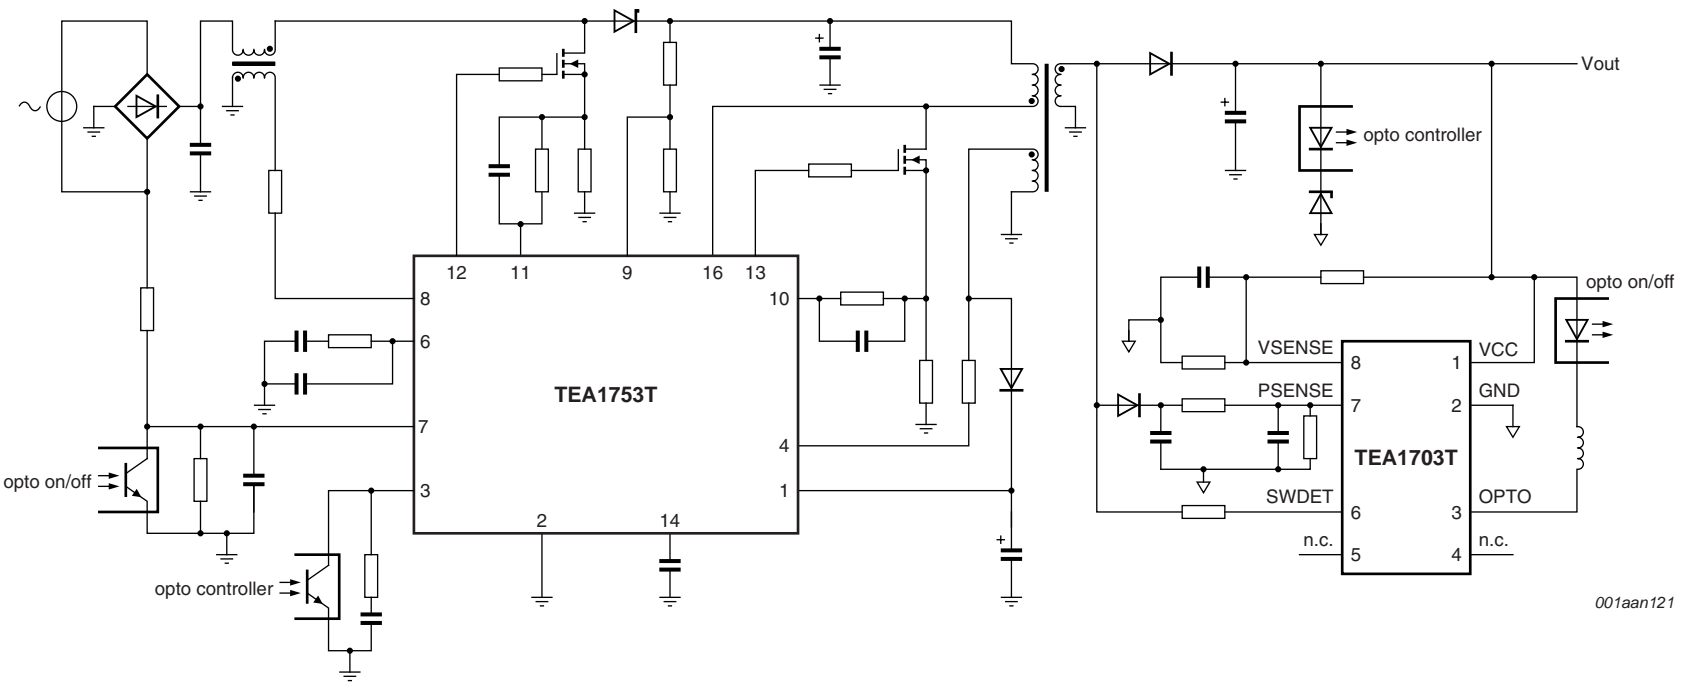 Vout
opto controller
12 11 9 16 13
8 10
opto on/off
6
VSENSE VCC
8 1
TEA1753T
PSENSE GND
7 2
7
4
TEA1703T
opto on/off
3 1
SWDET OPTO
6 3
2 14
n.c. n.c.
5 4
opto controller
001aan121